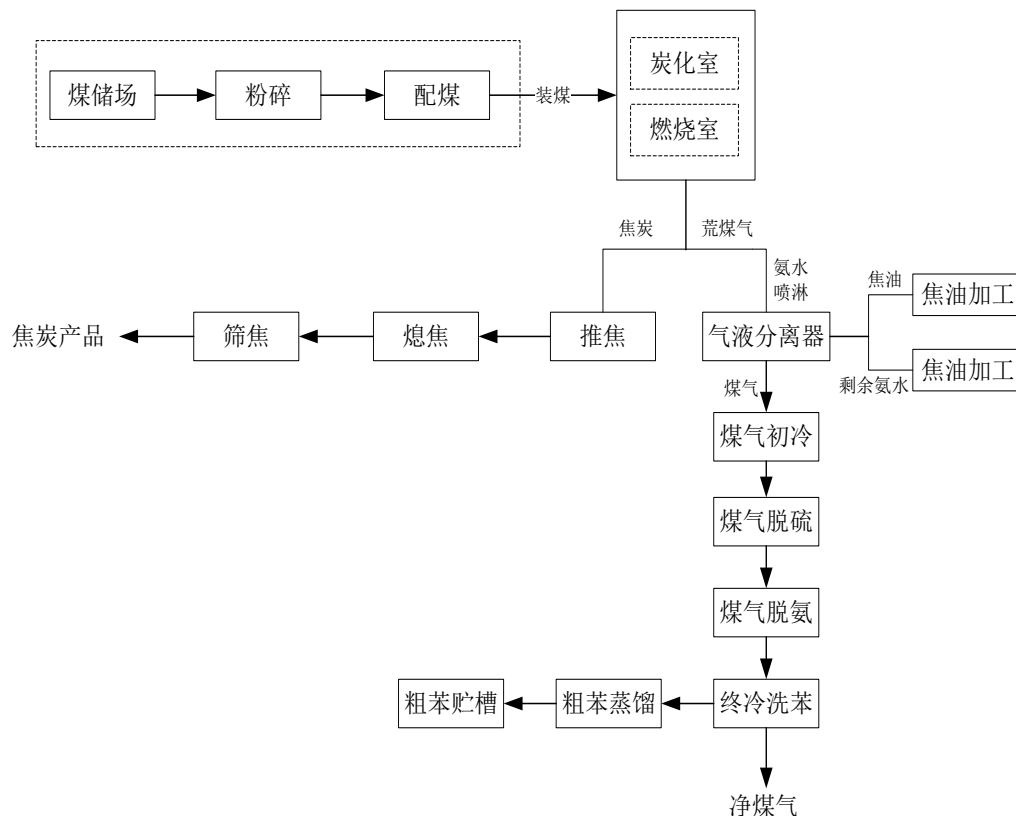 炭化室
煤储场
粉碎
配煤
装煤
燃烧室
焦炭
荒煤气
氨水
喷淋
焦油
焦油加工
焦炭产品
筛焦
熄焦
推焦
气液分离器
焦油加工
剩余氨水
煤气
煤气初冷
煤气脱硫
煤气脱氨
粗苯贮槽
粗苯蒸馏
终冷洗苯
净煤气